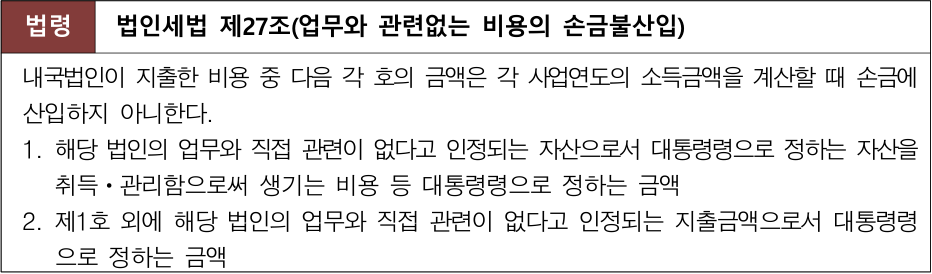 법령 법인세법 제27조(업무와 관련없는 비용의 손금불산입)
내국법인이 지출한 비용 중 다음 각 호의 금액은 각 사업연도의 소득금액을 계산할 때 손금에
산입하지 아니한다.
1. 해당 법인의 업무와 직접 관련이 없다고 인정되는 자산으로서 대통령령으로 정하는 자산을
취득•관리함으로써 생기는 비용 등 대통령령으로 정하는 금액
2. 제1호 외에 해당 법인의 업무와 직접 관련이 없다고 인정되는 지출금액으로서 대통령령
으로 정하는 금액